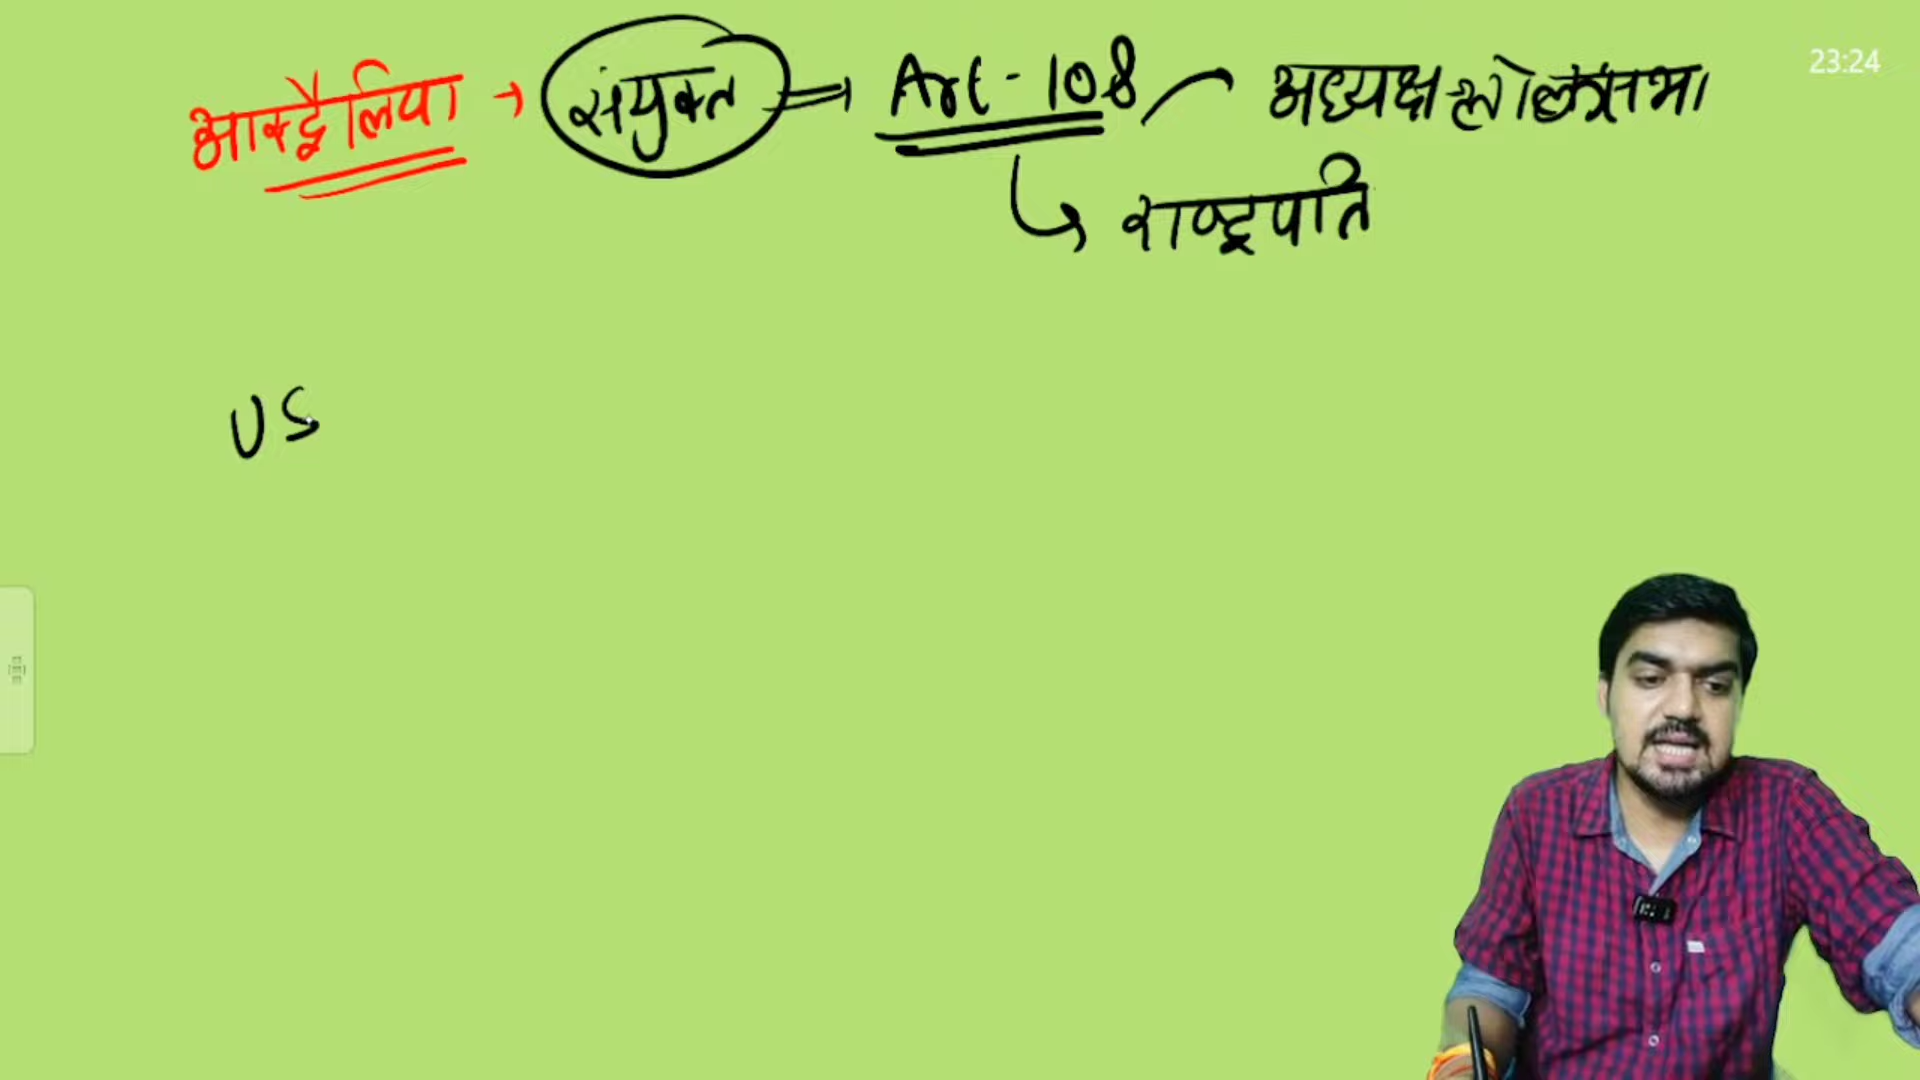 आस्ट्रेलिया → संयुक्त ⇒ Art - 108 अध्यक्ष लोकसभा
23:24
राष्ट्रपति
US